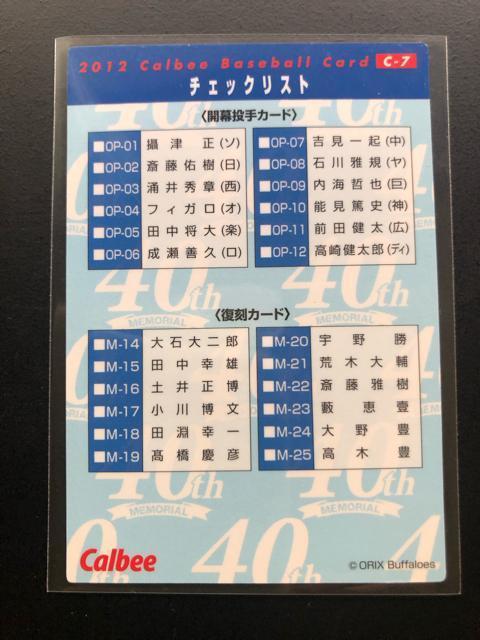 2012 Calbee Baseball Card C-7
チェックリスト
〈開幕投手カード〉
OP-01 攝津 正(ソ)
OP-02 斎藤佑樹(日)
OP-03 涌井秀章(西)
OP-04 フィガロ(オ)
OP-05 田中将大(楽)
OP-06 成瀬善久(ロ)
OP-07 吉見一起(中)
OP-08 石川雅規(ヤ)
OP-09 内海哲也(巨)
OP-10 能見篤史(神)
OP-11 前田健太(広)
OP-12 高崎健太郎(ディ)
〈復刻カード〉
M-14 大石大二郎
M-15 田中幸雄
M-16 土井正博
M-17 小川博文
M-18 田淵幸一
M-19 髙橋慶彦
M-20 宇野勝
M-21 荒木大輔
M-22 斎藤雅樹
M-23 藪恵壹
M-24 大野豊
M-25 高木豊
40th
MEMORIAL
40th
MEMORIAL
40th
Calbee
©ORIX Buffaloes